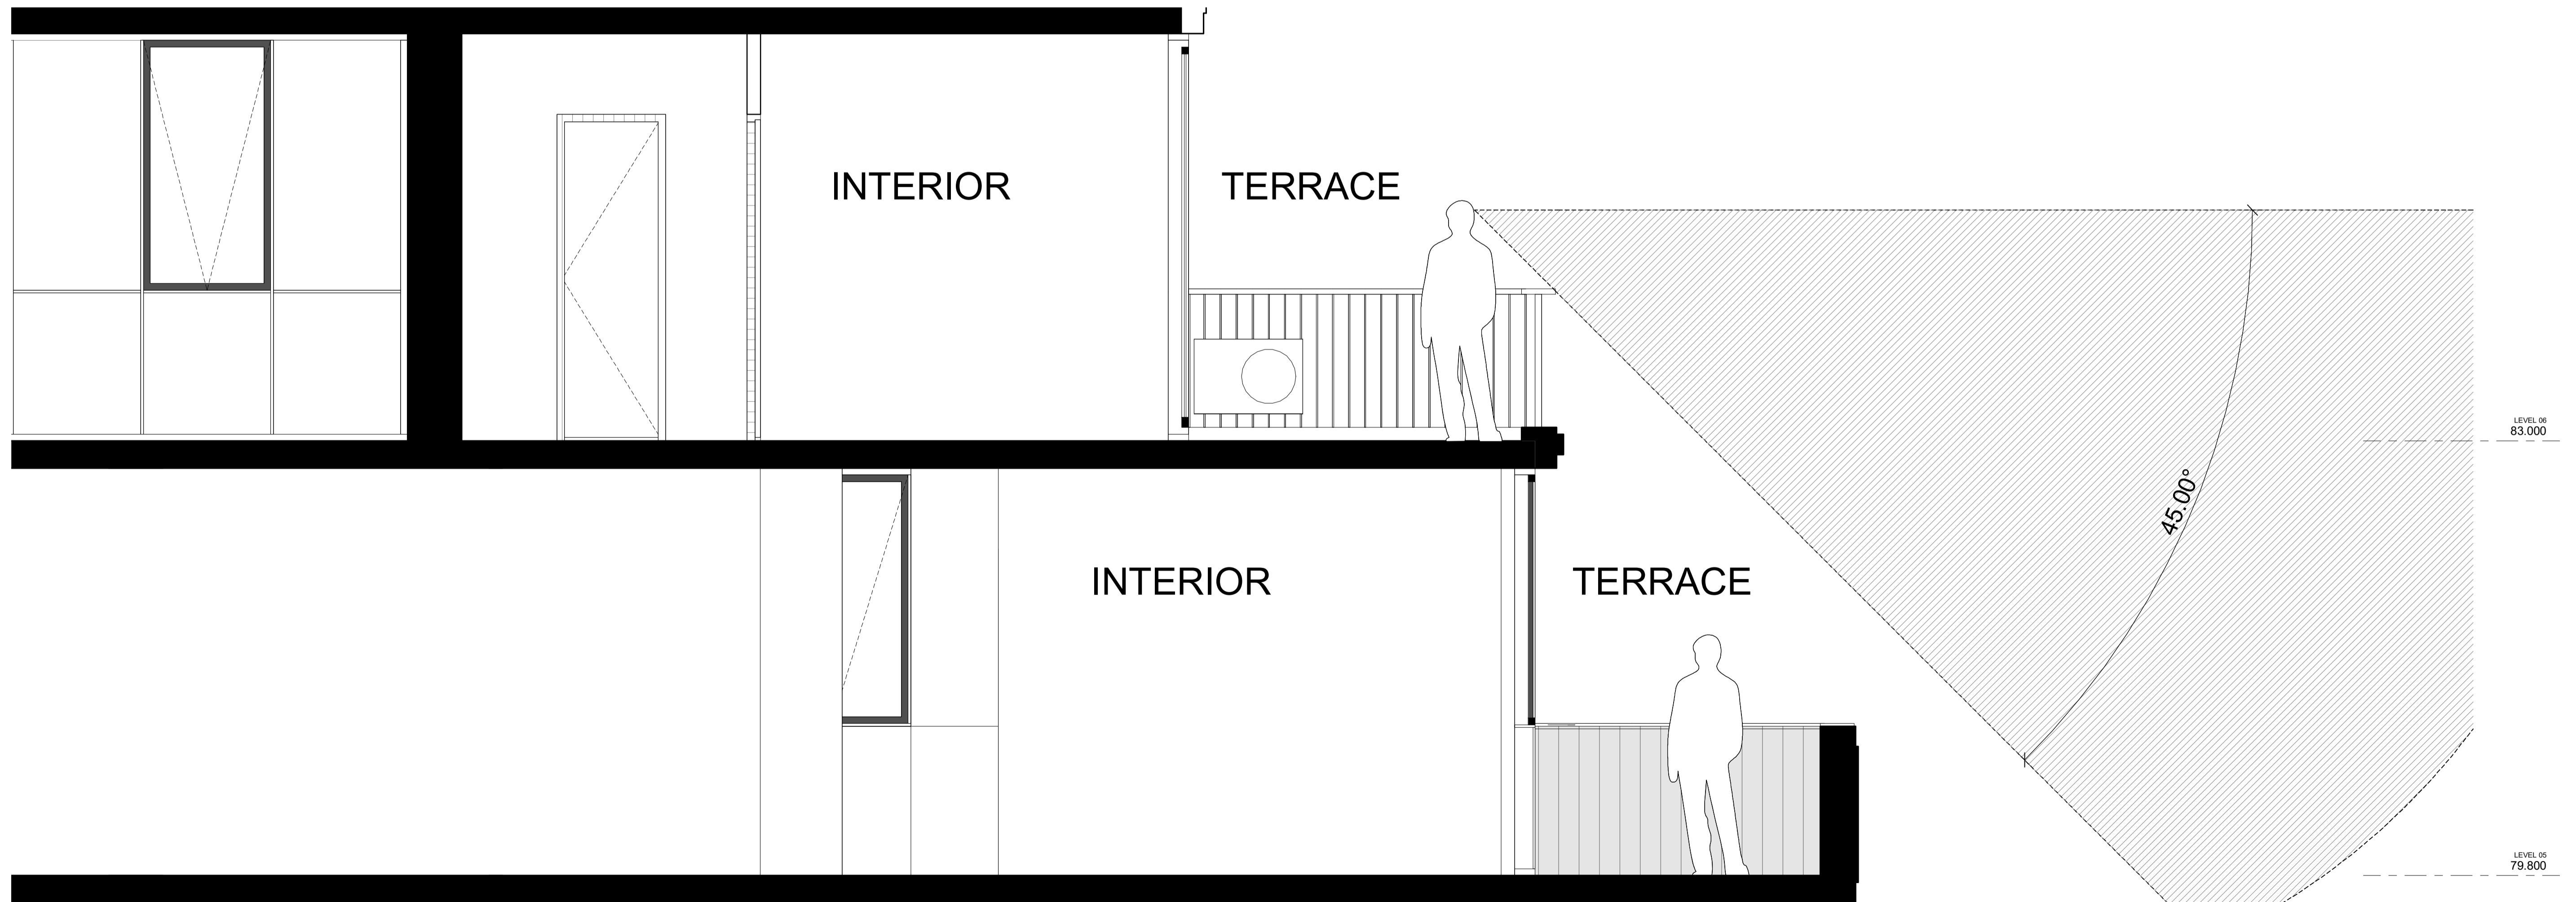 INTERIOR
TERRACE
LEVEL 06
83.000
45.00°
INTERIOR
TERRACE
LEVEL 05
79.800